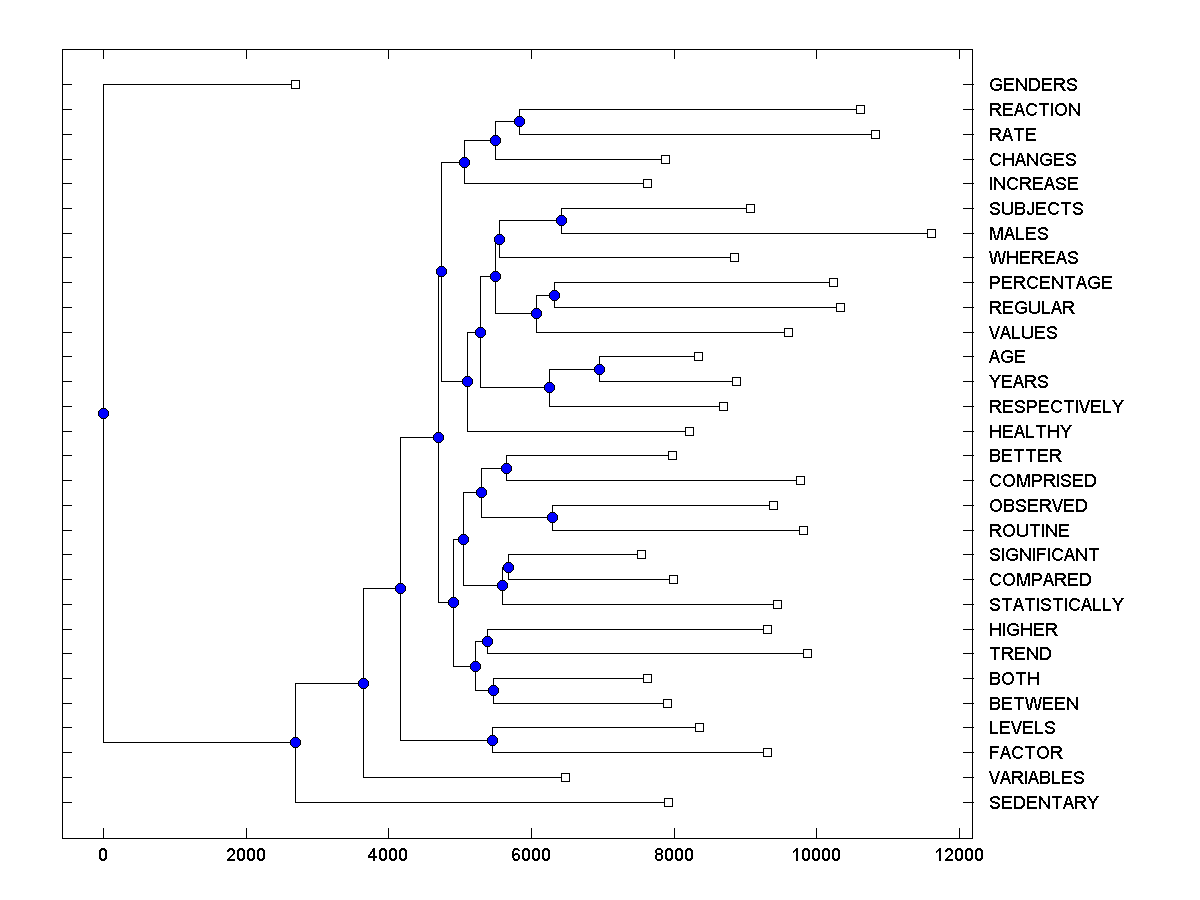 GENDERS
REACTION
RATE
CHANGES
INCREASE
SUBJECTS
MALES
WHEREAS
PERCENTAGE
REGULAR
VALUES
AGE
YEARS
RESPECTIVELY
HEALTHY
BETTER
COMPRISED
OBSERVED
ROUTINE
SIGNIFICANT
COMPARED
STATISTICALLY
HIGHER
TREND
BOTH
BETWEEN
LEVELS
FACTOR
VARIABLES
SEDENTARY
0 2000 4000 6000 8000 10000 12000